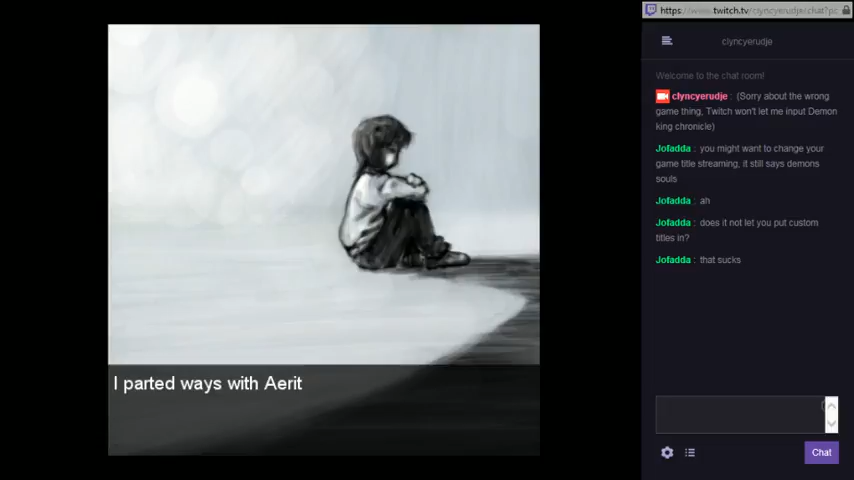 I parted ways with Aerit
https://www.twitch.tv/clyncyerudje/chat?
clyncyerudje
Welcome to the chat room!
clyncyerudje : (Sorry about the wrong
game thing, Twitch won't let me input Demon
king chronicle)
Jofadda : you might want to change your
game title streaming, it still says demons
souls
Jofadda : ah
Jofadda : does it not let you put custom
titles in?
Jofadda : that sucks
Chat